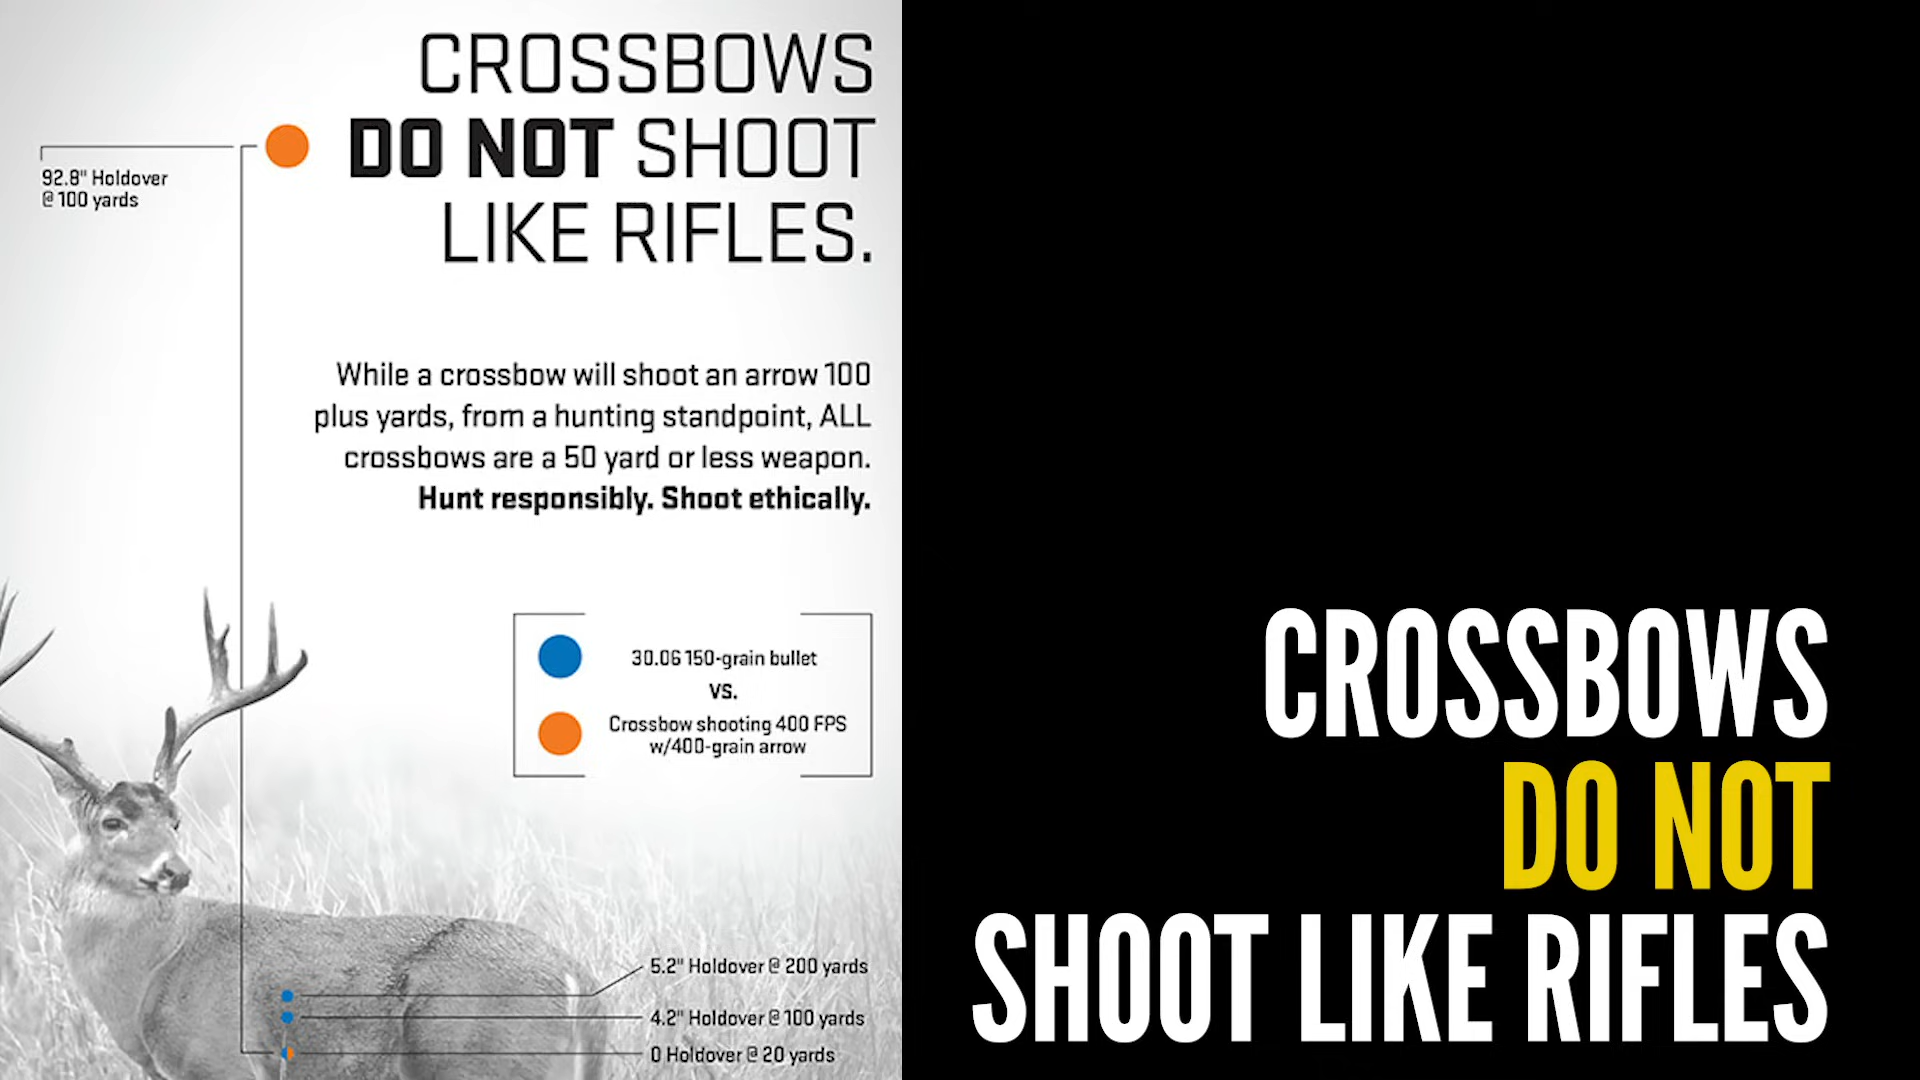 CROSSBOWS
DO NOT SHOOT
LIKE RIFLES.
92.8" Holdover
@ 100 yards
While a crossbow will shoot an arrow 100
plus yards, from a hunting standpoint, ALL
crossbows are a 50 yard or less weapon.
Hunt responsibly. Shoot ethically.
30.06 150-grain bullet
VS.
Crossbow shooting 400 FPS
w/400-grain arrow
5.2" Holdover @ 200 yards
4.2" Holdover @ 100 yards
0 Holdover @ 20 yards
CROSSBOWS
DO NOT
SHOOT LIKE RIFLES